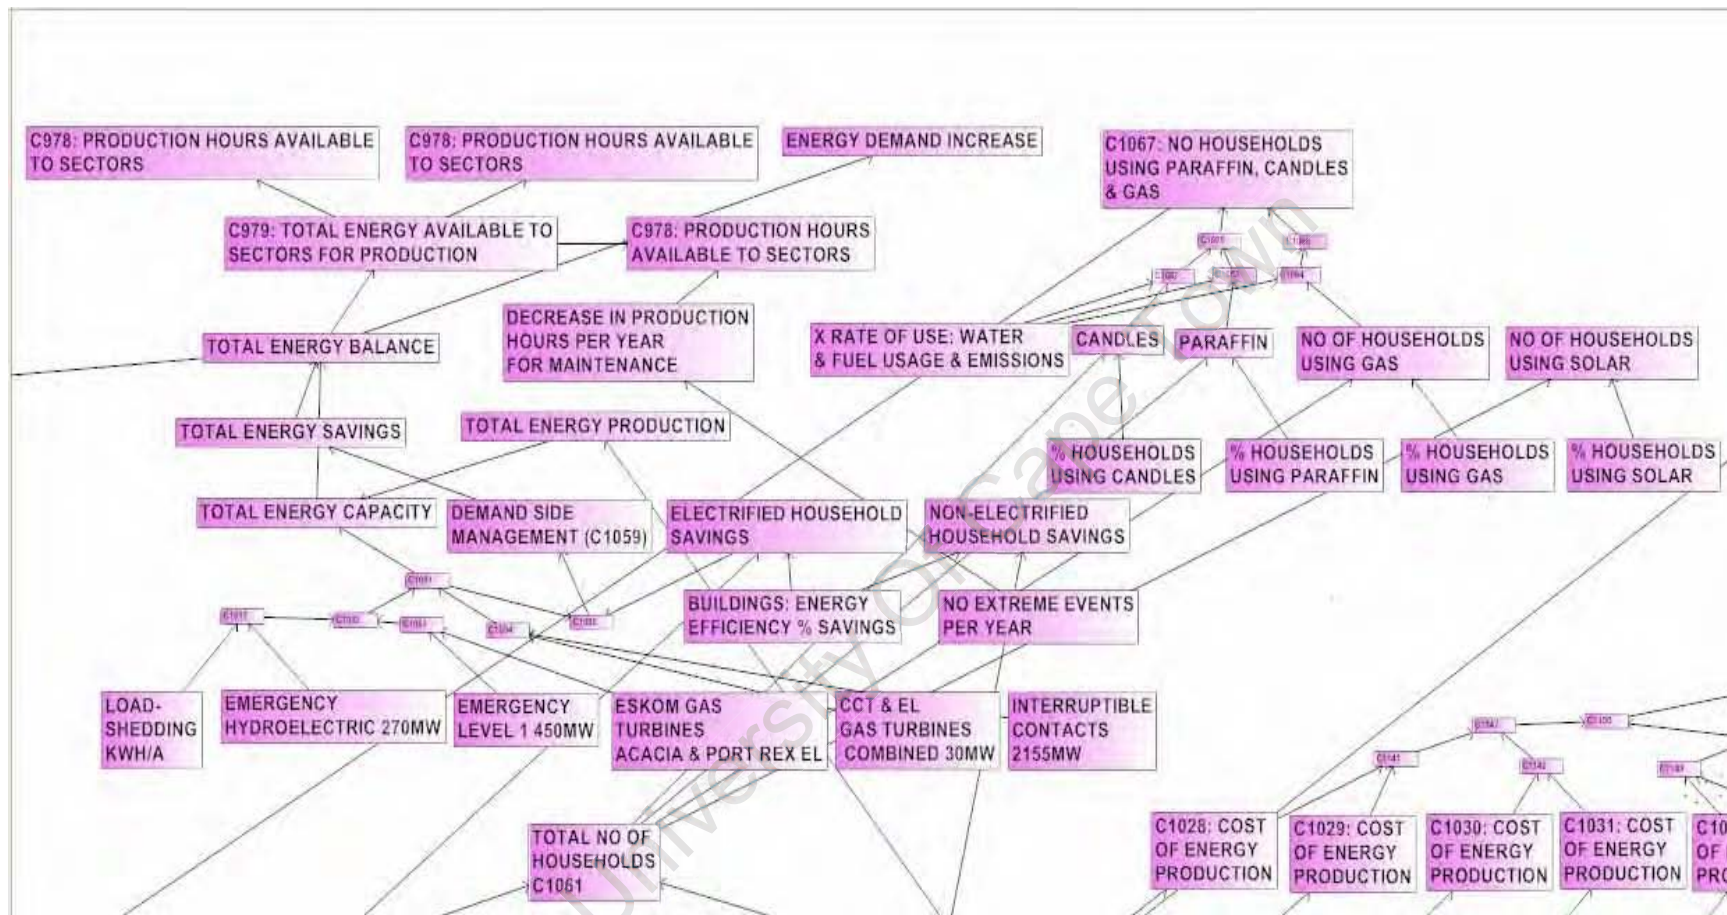 C978: PRODUCTION HOURS AVAILABLE
TO SECTORS
C978: PRODUCTION HOURS AVAILABLE
TO SECTORS
ENERGY DEMAND INCREASE
C1067: NO HOUSEHOLDS
USING PARAFFIN, CANDLES
& GAS
C979: TOTAL ENERGY AVAILABLE TO
SECTORS FOR PRODUCTION
C978: PRODUCTION HOURS
AVAILABLE TO SECTORS
DECREASE IN PRODUCTION
HOURS PER YEAR
FOR MAINTENANCE
TOTAL ENERGY BALANCE
X RATE OF USE: WATER
& FUEL USAGE & EMISSIONS
CANDLES
PARAFFIN
NO OF HOUSEHOLDS
USING GAS
NO OF HOUSEHOLDS
USING SOLAR
TOTAL ENERGY SAVINGS
TOTAL ENERGY PRODUCTION
% HOUSEHOLDS
USING CANDLES
% HOUSEHOLDS
USING PARAFFIN
% HOUSEHOLDS
USING GAS
% HOUSEHOLDS
USING SOLAR
TOTAL ENERGY CAPACITY
DEMAND SIDE
MANAGEMENT (C1059)
ELECTRIFIED HOUSEHOLD
SAVINGS
NON-ELECTRIFIED
HOUSEHOLD SAVINGS
BUILDINGS: ENERGY
EFFICIENCY % SAVINGS
NO EXTREME EVENTS
PER YEAR
LOAD-
SHEDDING
KWH/A
EMERGENCY
HYDROELECTRIC 270MW
EMERGENCY
LEVEL 1 450MW
ESKOM GAS
TURBINES
ACACIA & PORT REX EL
CCT & EL
GAS TURBINES
COMBINED 30MW
INTERRUPTIBLE
CONTACTS
2155MW
TOTAL NO OF
HOUSEHOLDS
C1061
C1028: COST
OF ENERGY
PRODUCTION
C1029: COST
OF ENERGY
PRODUCTION
C1030: COST
OF ENERGY
PRODUCTION
C1031: COST
OF ENERGY
PRODUCTION
C10
OF
PRO
University Of Cape Town